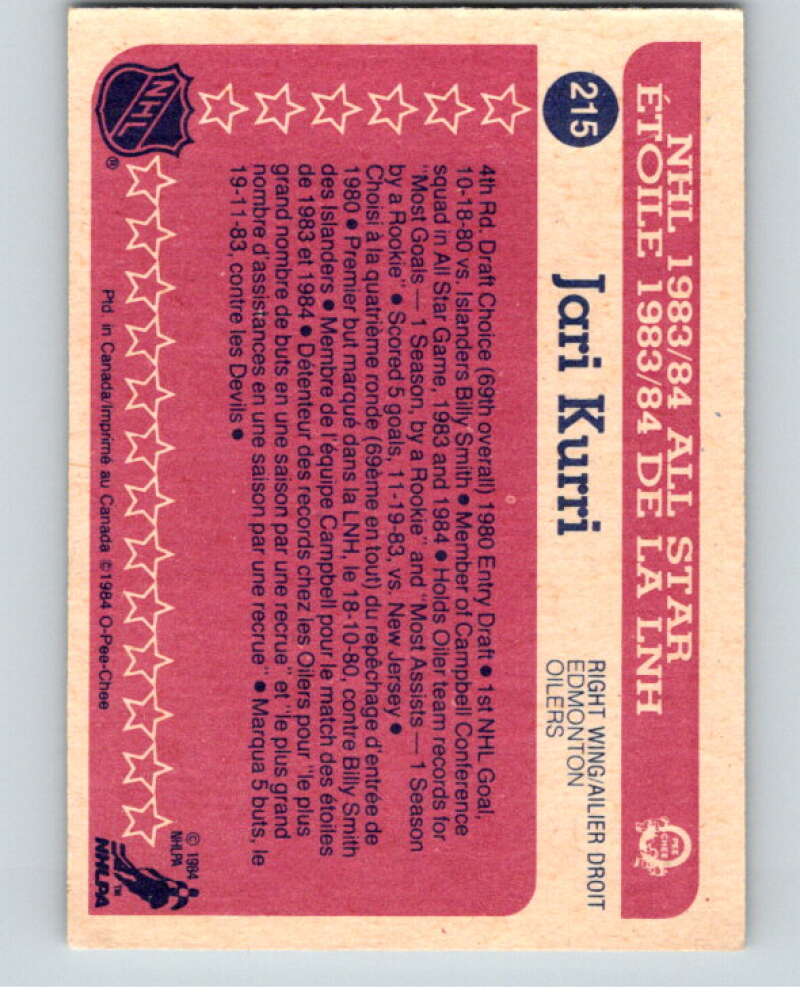 NHL 1983/84 ALL STAR
ÉTOILE 1983/84 DE LA LNH
O
PEE
CHEE
215
Jari Kurri
RIGHT WING/AILIER DROIT
EDMONTON
OILERS
4th Rd. Draft Choice (69th overall) 1980 Entry Draft • 1st NHL Goal,
10-18-80 vs. Islanders Billy Smith • Member of Campbell Conference
squad in All Star Game, 1983 and 1984 • Holds Oiler team records for
"Most Goals — 1 Season, by a Rookie" and "Most Assists — 1 Season
by a Rookie" • Scored 5 goals, 11-19-83, vs. New Jersey •
Choisi à la quatrième ronde (69ème en tout) du repêchage d'entrée de
1980 • Premier but marqué dans la LNH, le 18-10-80, contre Billy Smith
des Islanders • Membre de l'équipe Campbell pour le match des étoiles
de 1983 et 1984 • Détenteur des records chez les Oilers pour "le plus
grand nombre de buts en une saison par une recrue" et "le plus grand
nombre d'assistances en une saison par une recrue" • Marqua 5 buts, le
19-11-83, contre les Devils •
NHL
®
Ptd. in Canada/Imprimé au Canada ©1984 O-Pee-Chee
© 1984
NHLPA
™
NHLPA